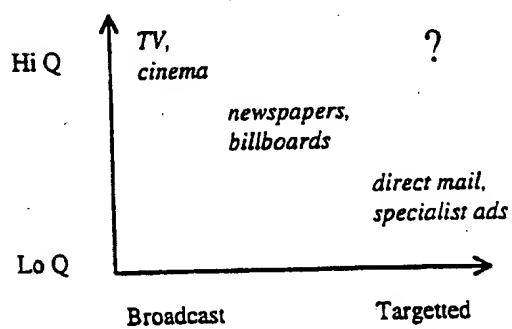 Hi Q
TV,
cinema
?
newspapers,
billboards
direct mail,
specialist ads
Lo Q
Broadcast
Targetted